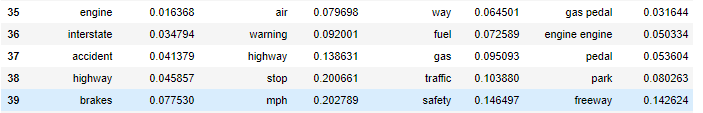 35 engine 0.016368 air 0.079698 way 0.064501 gas pedal 0.031644
36 interstate 0.034794 warning 0.092001 fuel 0.072589 engine engine 0.050334
37 accident 0.041379 highway 0.138631 gas 0.095093 pedal 0.053604
38 highway 0.045857 stop 0.200661 traffic 0.103880 park 0.080263
39 brakes 0.077530 mph 0.202789 safety 0.146497 freeway 0.142624